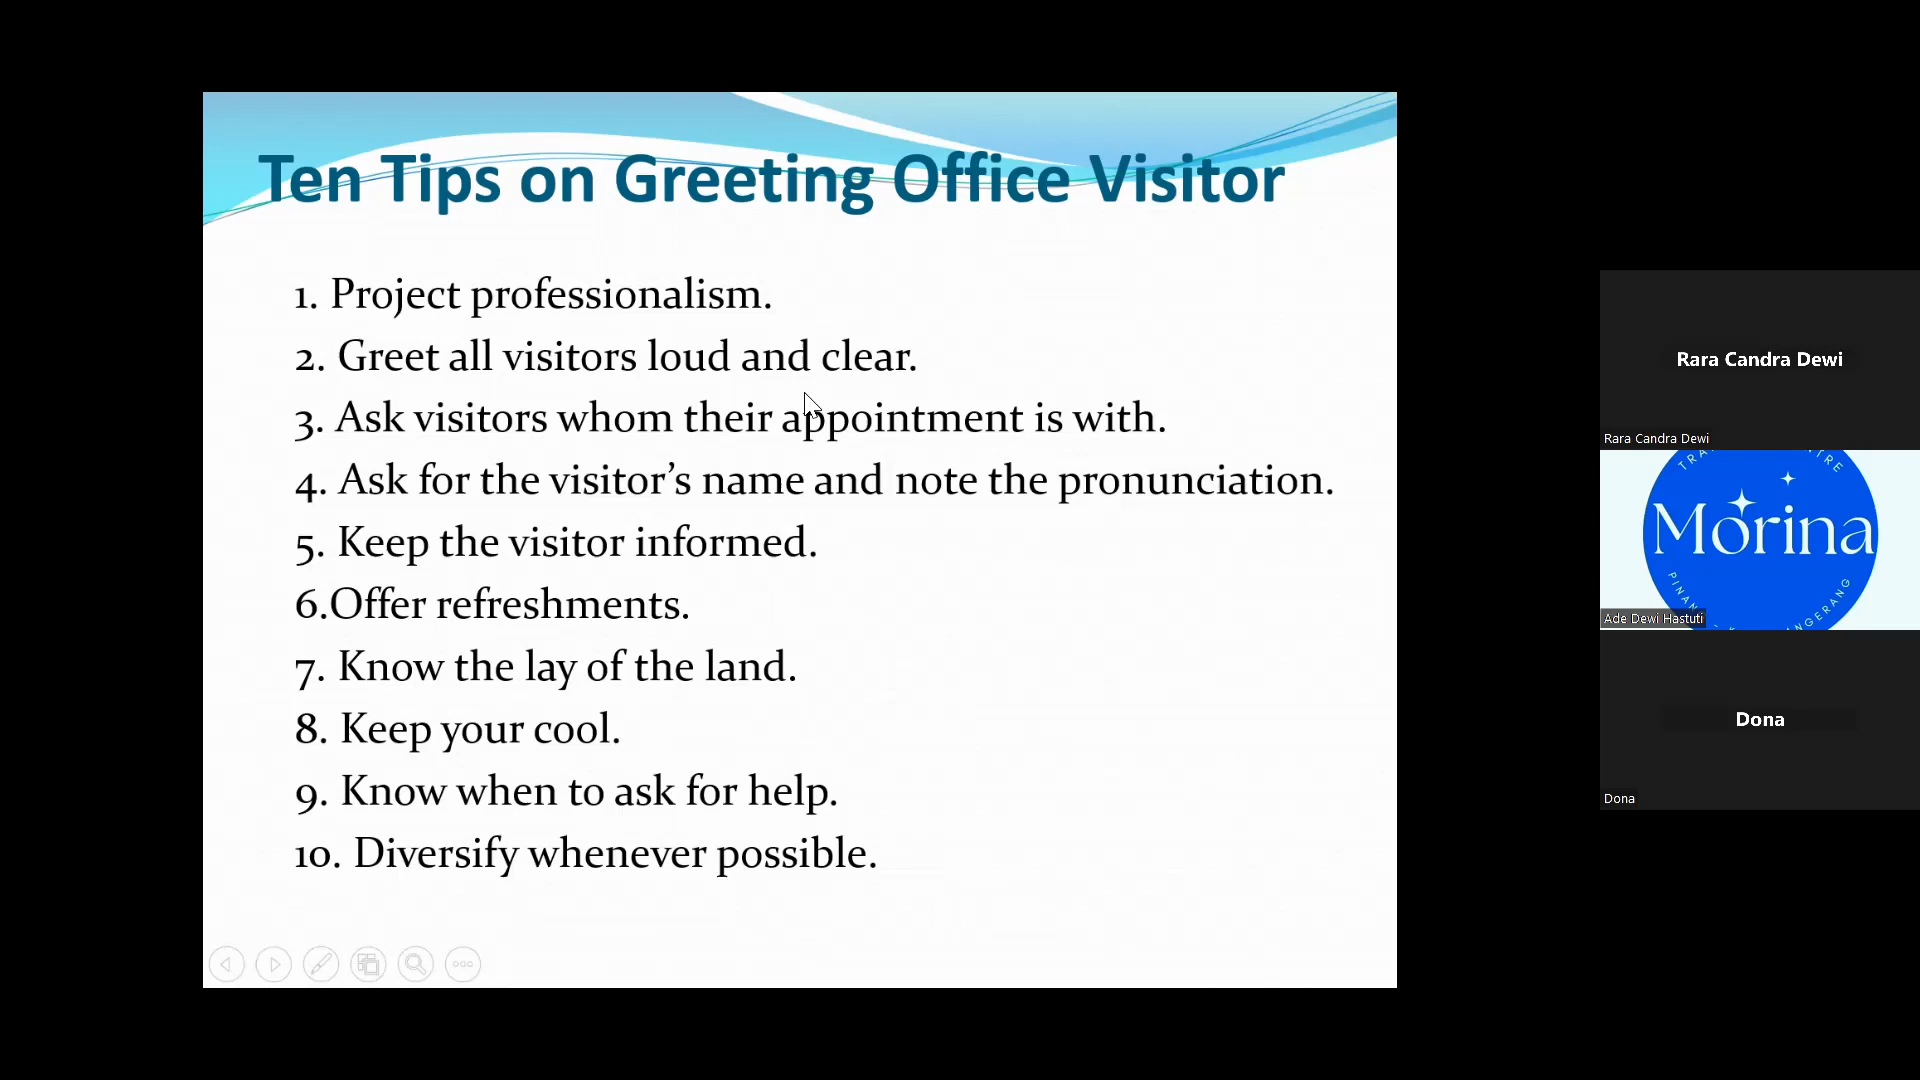 Ten Tips on Greeting Office Visitor
1. Project professionalism.
2. Greet all visitors loud and clear.
3. Ask visitors whom their appointment is with.
4. Ask for the visitor’s name and note the pronunciation.
5. Keep the visitor informed.
6.Offer refreshments.
7. Know the lay of the land.
8. Keep your cool.
9. Know when to ask for help.
10. Diversify whenever possible.
Rara Candra Dewi
Rara Candra Dewi
Morina
Ade Dewi Hastuti
Dona
Dona